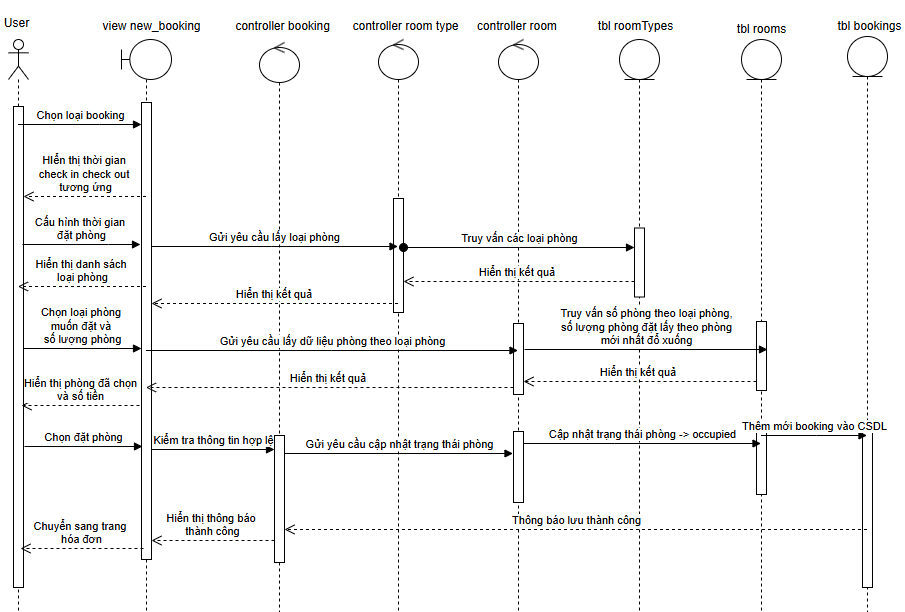 User
view new_booking
controller booking
controller room type
controller room
tbl roomTypes
tbl rooms
tbl bookings
Chọn loại booking
HIển thị thời gian
check in check out
tương ứng
Cấu hình thời gian
đặt phòng
Gửi yêu cầu lấy loại phòng
Truy vấn các loại phòng
Hiển thị danh sách
loại phòng
Hiển thị kết quả
Hiển thị kết quả
Chọn loại phòng
muốn đặt và
số lượng phòng
Gửi yêu cầu lấy dữ liệu phòng theo loại phòng
Truy vấn số phòng theo loại phòng,
số lượng phòng đặt lấy theo phòng
mới nhất đổ xuống
Hiển thị kết quả
Hiển thị kết quả
Hiển thị phòng đã chọn
và số tiền
Chọn đặt phòng
Kiểm tra thông tin hợp lệ
Gửi yêu cầu cập nhật trạng thái phòng
Cập nhật trạng thái phòng -> occupied
Thêm mới booking vào CSDL
Thông báo lưu thành công
Hiển thị thông báo
thành công
Chuyển sang trang
hóa đơn